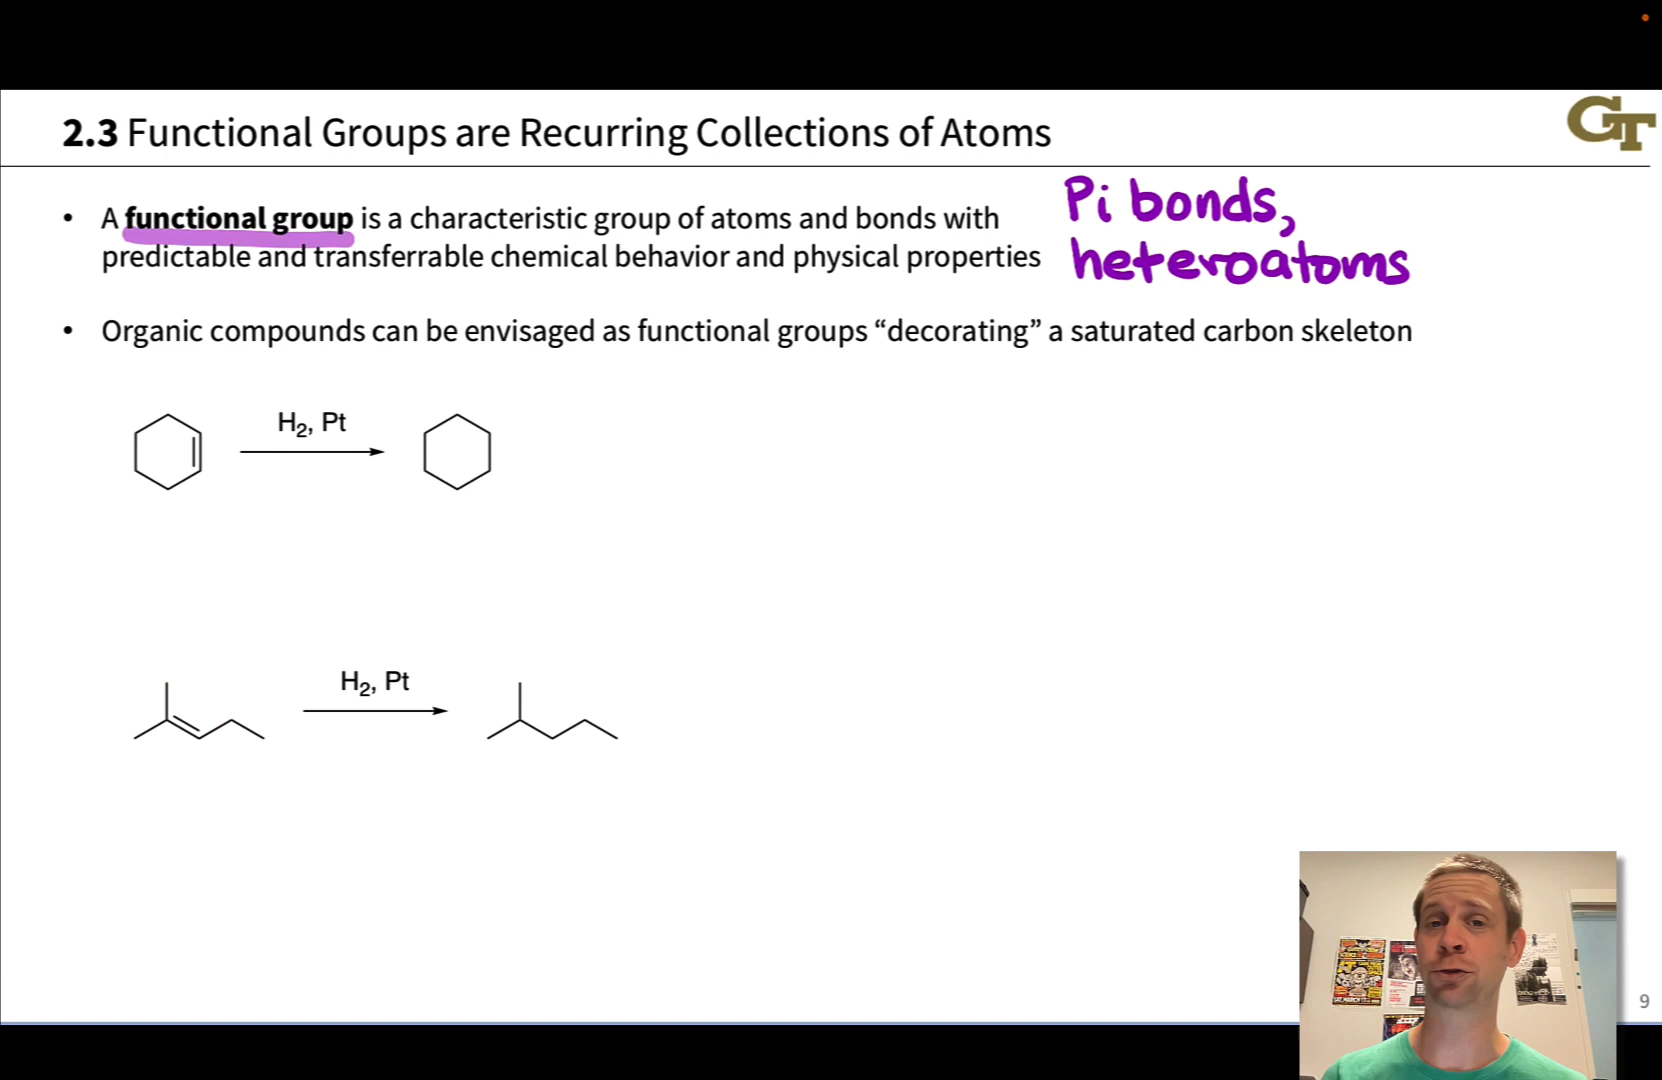 2.3 Functional Groups are Recurring Collections of Atoms
GT
• A functional group is a characteristic group of atoms and bonds with
predictable and transferrable chemical behavior and physical properties
Pi bonds,
heteroatoms
• Organic compounds can be envisaged as functional groups “decorating” a saturated carbon skeleton
H₂, Pt
H₂, Pt
9